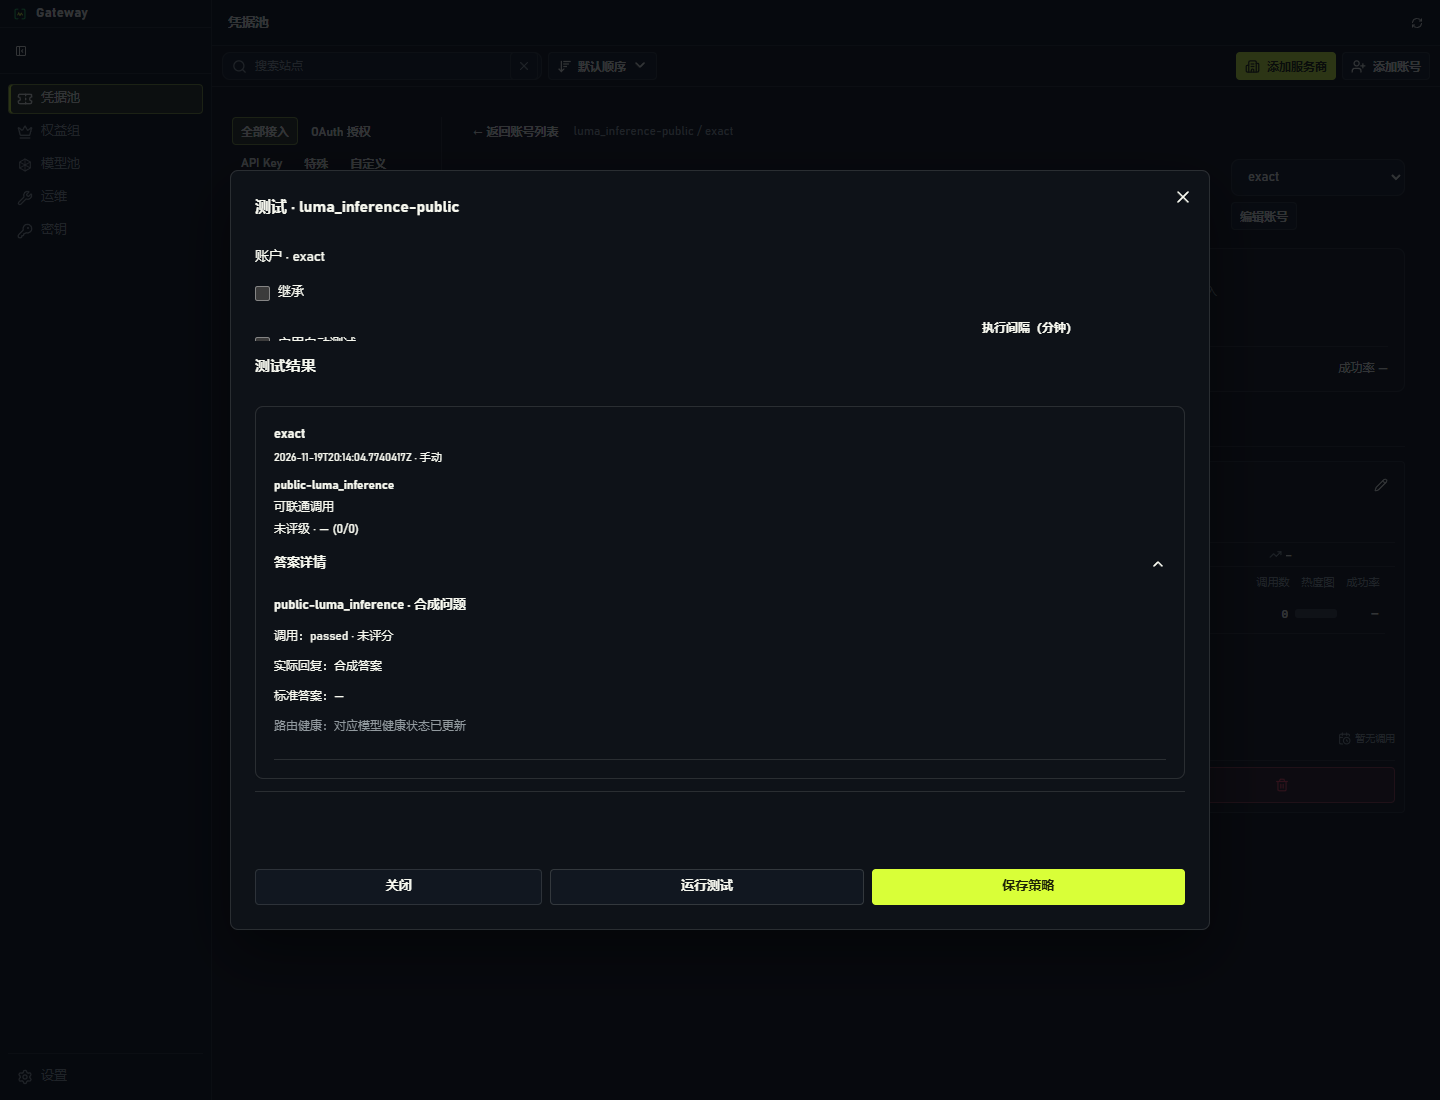 Gateway
凭据池
搜索站点
默认顺序
添加服务商
添加账号
凭据池
权益组
模型池
运维
密钥
全部接入
OAuth 授权
← 返回账号列表
luma_inference-public / exact
API Key
特殊
自定义
exact
编辑账号
测试 · luma_inference-public
账户 · exact
继承
执行间隔（分钟）
启用自动测试
测试结果
成功率 —
exact
2026-11-19T20:14:04.7740417Z · 手动
public-luma_inference
可联通调用
未评级 · — (0/0)
答案详情
public-luma_inference · 合成问题
调用：passed · 未评分
实际回复：合成答案
标准答案：—
路由健康：对应模型健康状态已更新
调用数
热度图
成功率
0
—
暂无调用
关闭
运行测试
保存策略
设置